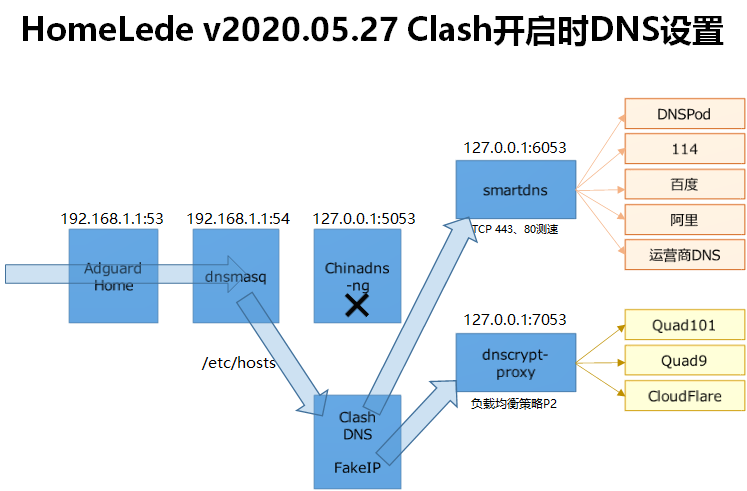 HomeLede v2020.05.27 Clash开启时DNS设置
127.0.0.1:6053
smartdns
TCP 443、80测速
DNSPod
114
百度
阿里
运营商DNS
192.168.1.1:53
192.168.1.1:54
127.0.0.1:5053
Adguard
Home
dnsmasq
Chinadns
-ng
/etc/hosts
127.0.0.1:7053
dnscrypt-
proxy
负载均衡策略P2
Quad101
Quad9
CloudFlare
Clash
DNS
FakeIP